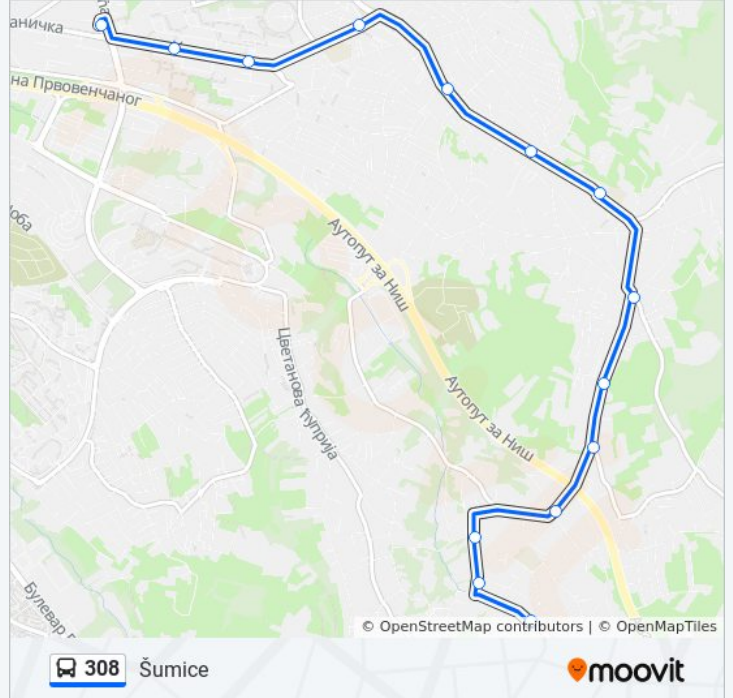 аничка
на Првовенчаног
оба
Аутопут за Ниш
Цветанова ћуприја
Аутопут за Ниш
Булевар
© OpenStreetMap contributors | © OpenMapTiles
308 Šumice
moovit